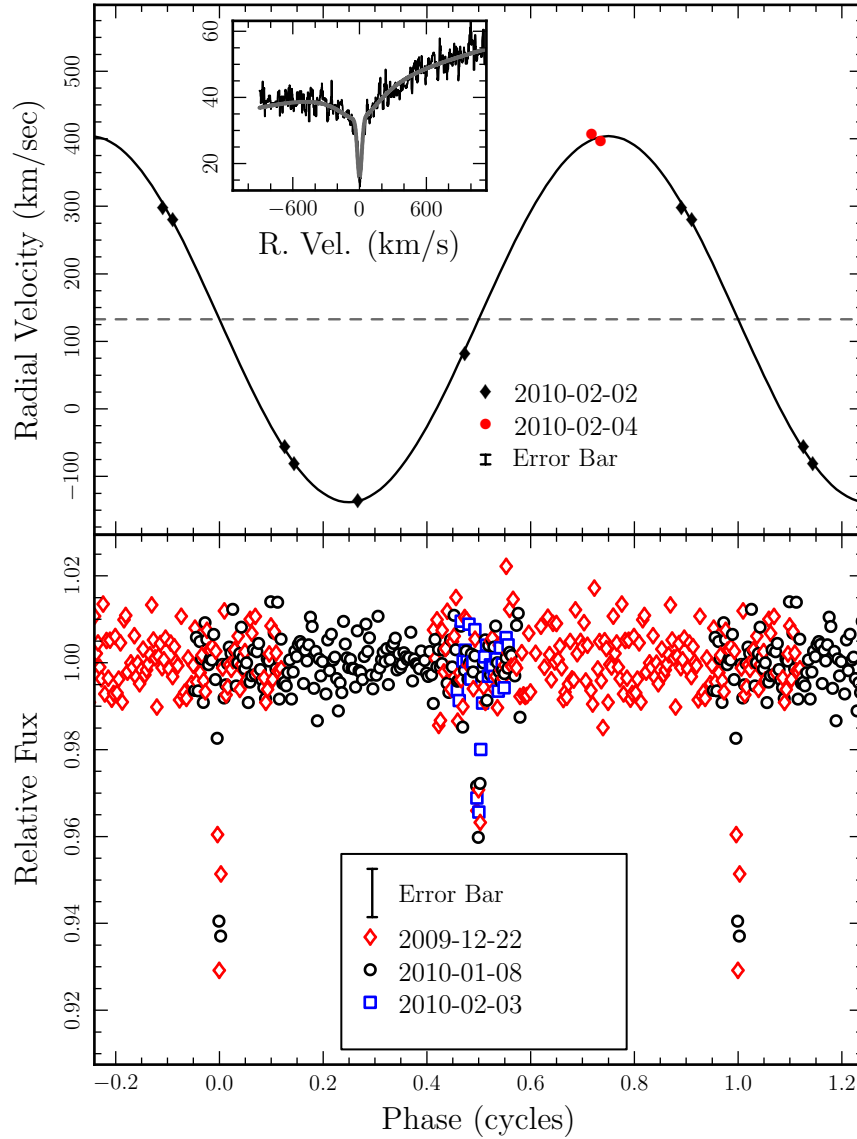 60
40
20
−600 0 600
R. Vel. (km/s)
500
400
300
200
100
0
−100
Radial Velocity (km/sec)
2010-02-02
2010-02-04
Error Bar
1.02
1.00
0.98
0.96
0.94
0.92
Relative Fux
Error Bar
2009-12-22
2010-01-08
2010-02-03
−0.2 0.0 0.2 0.4 0.6 0.8 1.0 1.2
Phase (cycles)